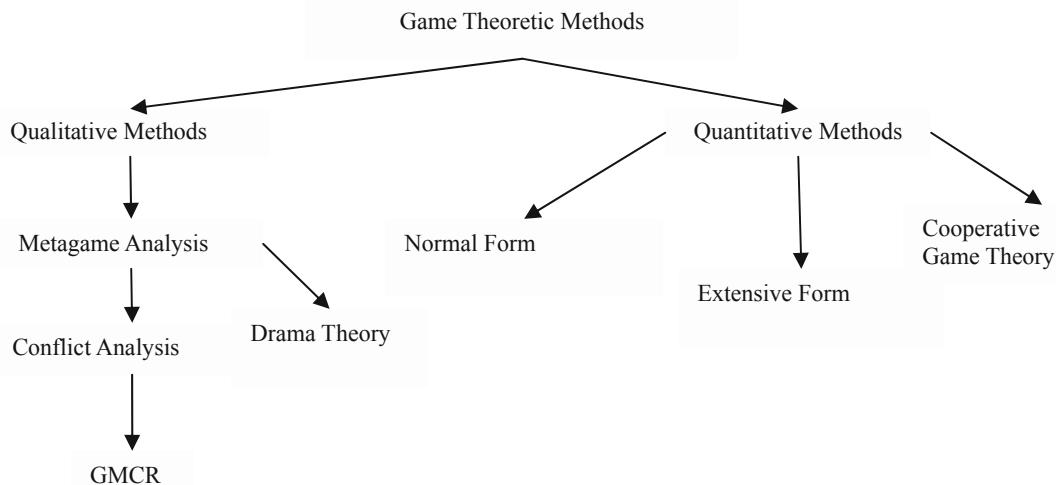 Game Theoretic Methods
Qualitative Methods
Quantitative Methods
Metagame Analysis
Normal Form
Cooperative
Game Theory
Extensive Form
Conflict Analysis
Drama Theory
GMCR